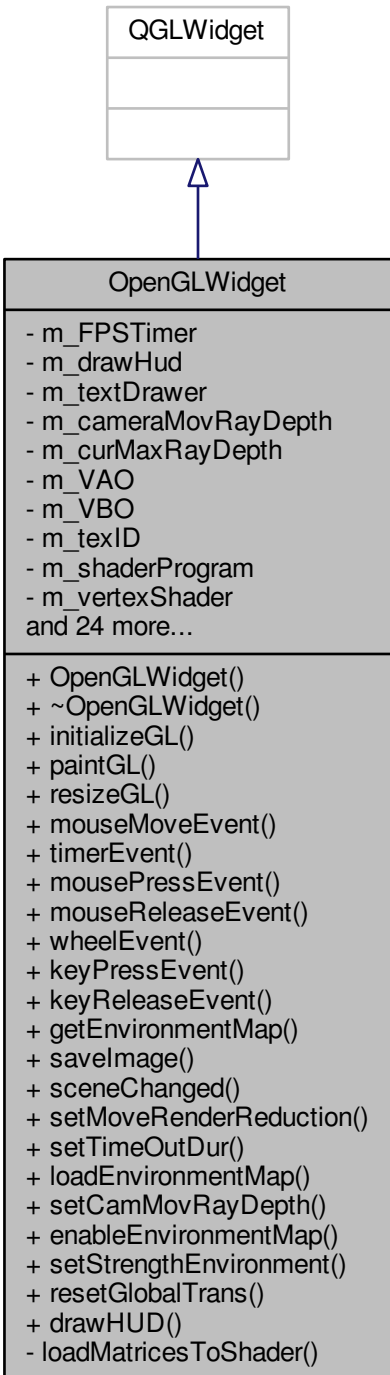 QGLWidget
OpenGLWidget
- m_FPSTimer
- m_drawHud
- m_textDrawer
- m_cameraMovRayDepth
- m_curMaxRayDepth
- m_VAO
- m_VBO
- m_texID
- m_shaderProgram
- m_vertexShader
and 24 more...
+ OpenGLWidget()
+ ~OpenGLWidget()
+ initializeGL()
+ paintGL()
+ resizeGL()
+ mouseMoveEvent()
+ timerEvent()
+ mousePressEvent()
+ mouseReleaseEvent()
+ wheelEvent()
+ keyPressEvent()
+ keyReleaseEvent()
+ getEnvironmentMap()
+ saveImage()
+ sceneChanged()
+ setMoveRenderReduction()
+ setTimeOutDur()
+ loadEnvironmentMap()
+ setCamMovRayDepth()
+ enableEnvironmentMap()
+ setStrengthEnvironment()
+ resetGlobalTrans()
+ drawHUD()
- loadMatricesToShader()